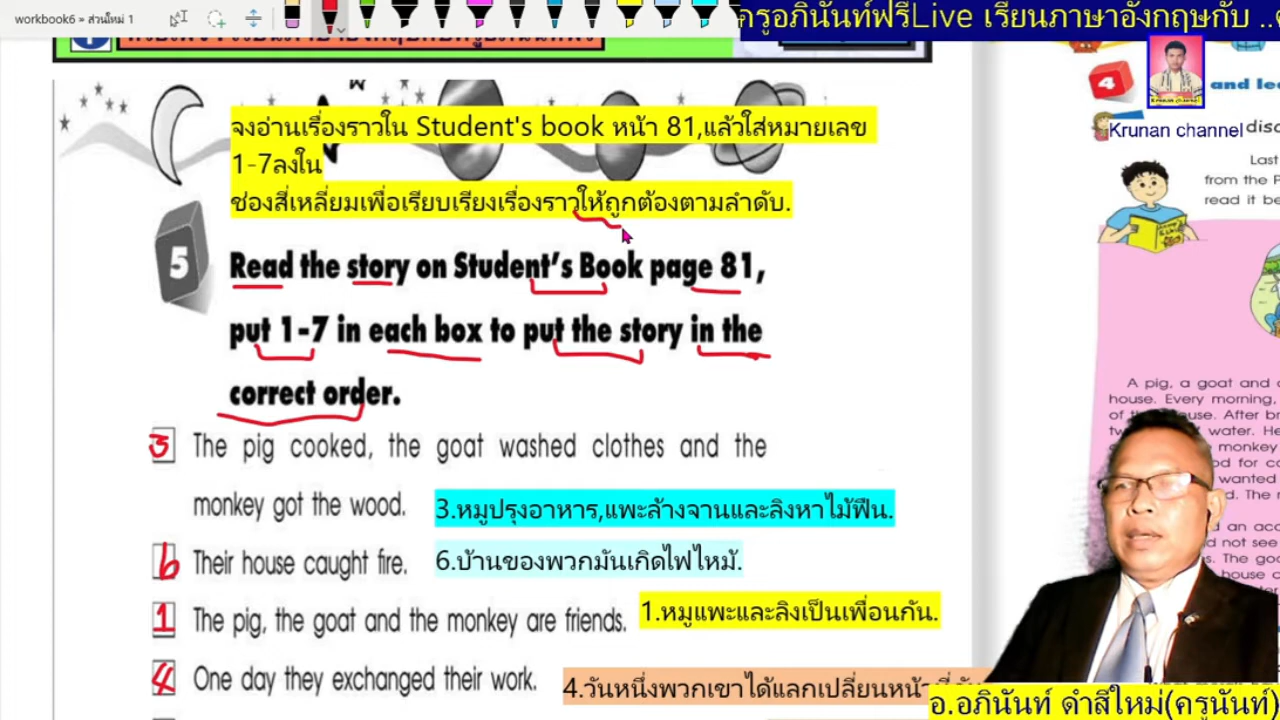 workbook6 » ส่วนใหม่ 1
ครูอภินันท์ฟรีLive เรียนภาษาอังกฤษกับ ..
4
and le
Krunan channel
disc
จงอ่านเรื่องราวใน Student's book หน้า 81,แล้วใส่หมายเลข
1-7ลงใน
ช่องสี่เหลี่ยมเพื่อเรียบเรียงเรื่องราวให้ถูกต้องตามลำดับ.
Last
from the P
read it be
5
Read the story on Student's Book page 81,
put 1-7 in each box to put the story in the
correct order.
A pig, a goat and
house. Every morning,
3 The pig cooked, the goat washed clothes and the
monkey got the wood.
3.หมูปรุงอาหาร,แพะล้างจานและลิงหาไม้ฟืน.
6 Their house caught fire.
6.บ้านของพวกมันเกิดไฟไหม้.
1 The pig, the goat and the monkey are friends.
1.หมูแพะและลิงเป็นเพื่อนกัน.
4 One day they exchanged their work.
4.วันหนึ่งพวกเขาได้แลกเปลี่ยนหน้า
อ.อภินันท์ ดำสีใหม่(ครูนันท์)